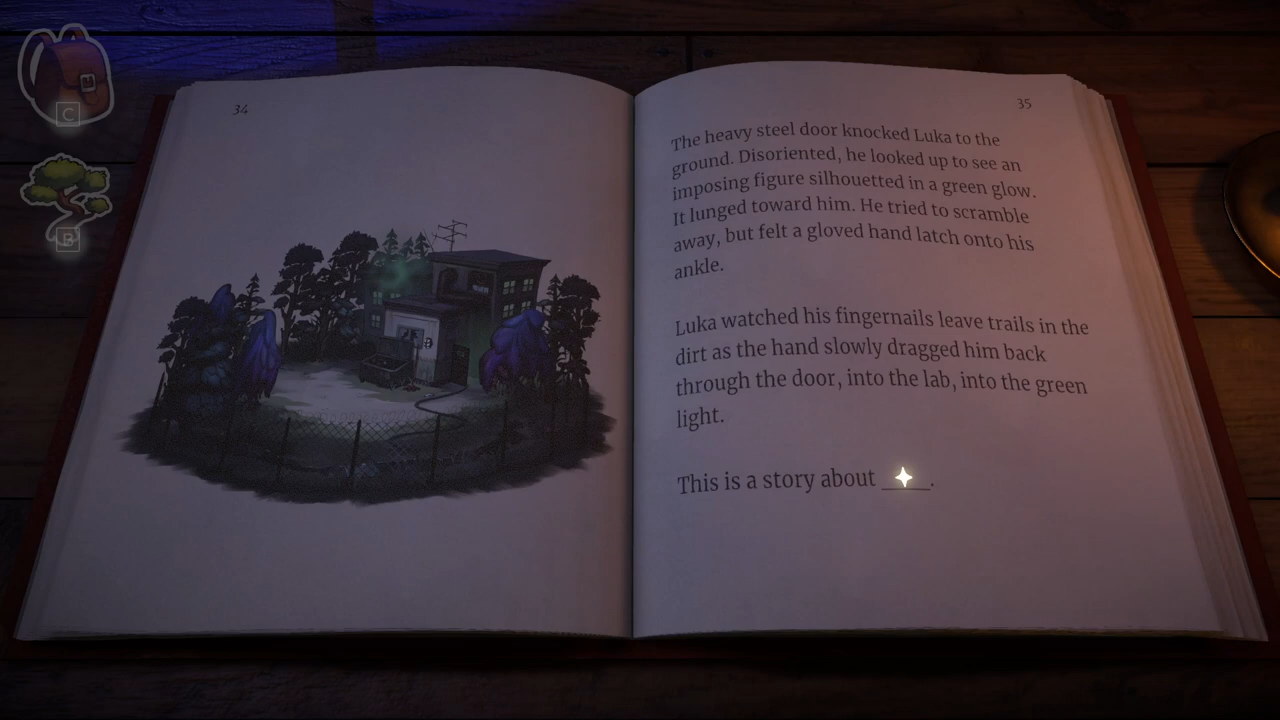 C
B
34
35
The heavy steel door knocked Luka to the
ground. Disoriented, he looked up to see an
imposing figure silhouetted in a green glow.
It lunged toward him. He tried to scramble
away, but felt a gloved hand latch onto his
ankle.
Luka watched his fingernails leave trails in the
dirt as the hand slowly dragged him back
through the door, into the lab, into the green
light.
This is a story about ____.